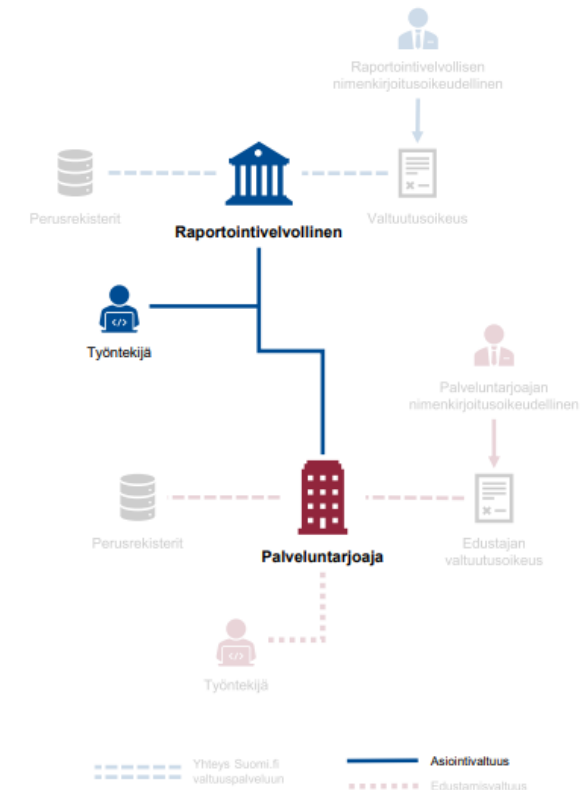 Raportointivelvollisen
nimenkirjoitusoikeudellinen
Perusrekisterit
Raportointivelvollinen
Valtuutusoikeus
Työntekijä
Palveluntarjoajan
nimenkirjoitusoikeudellinen
Perusrekisterit
Palveluntarjoaja
Edustajan
valtuutusoikeus
Työntekijä
Yhteys Suomi.fi
valtuuspalveluun
Asiointivaltuus
Edustamisvaltuus